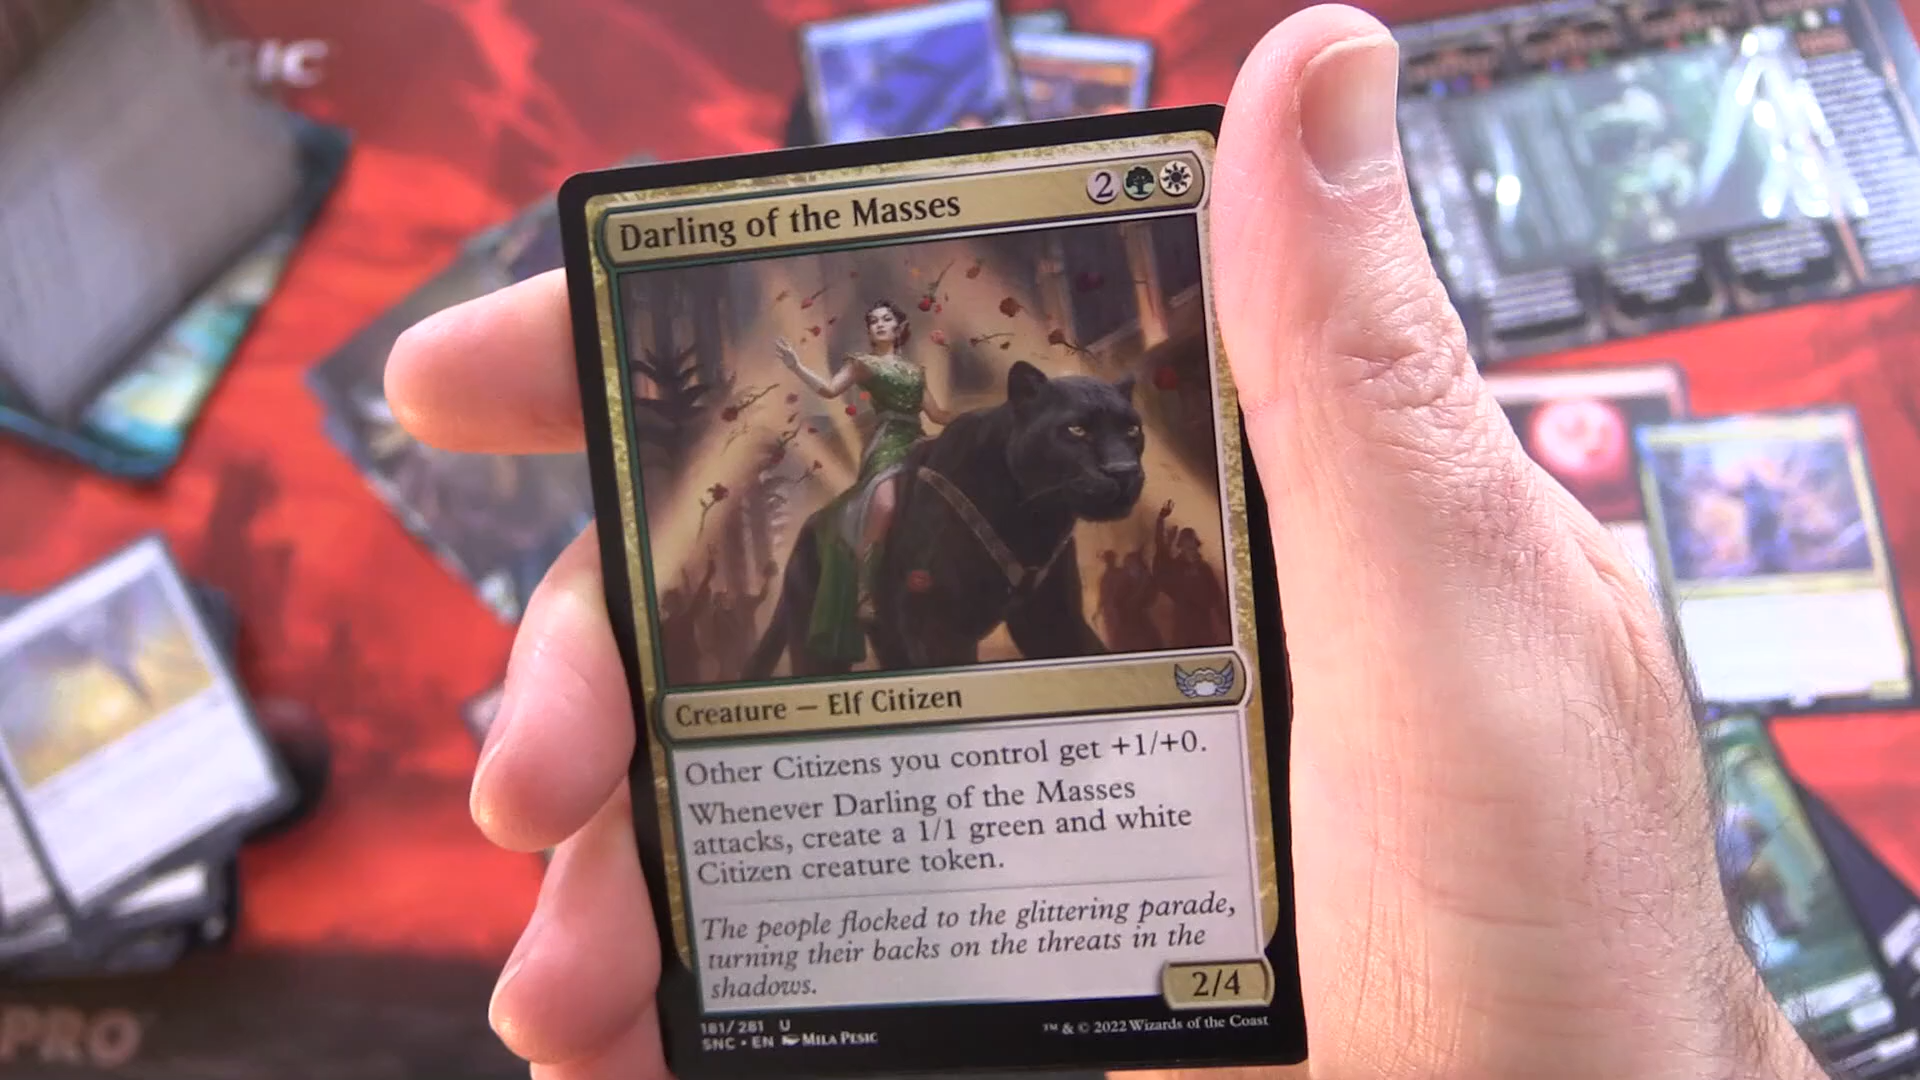 Darling of the Masses 2
Creature — Elf Citizen
Other Citizens you control get +1/+0.
Whenever Darling of the Masses
attacks, create a 1/1 green and white
Citizen creature token.
The people flocked to the glittering parade,
turning their backs on the threats in the
shadows.
2/4
181/281 U
SNC • EN Mila Pesic
™ & © 2022 Wizards of the Coast
PRO